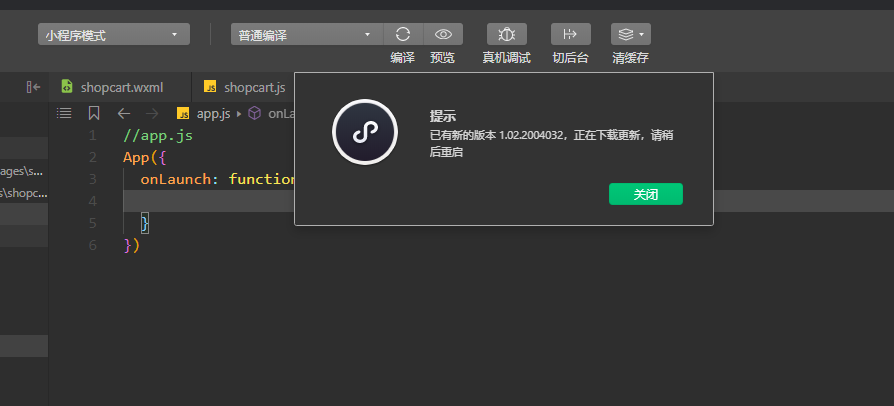 小程序模式
普通编译
编译
预览
真机调试
切后台
清缓存
shopcart.wxml
JS shopcart.js
JS app.js
onLa
提示
已有新的版本 1.02.2004032，正在下载更新，请稍
后重启
关闭
1 //app.js
2 App({
3 onLaunch: function
4
5 }
6 })
ages\s...
s\shopc...